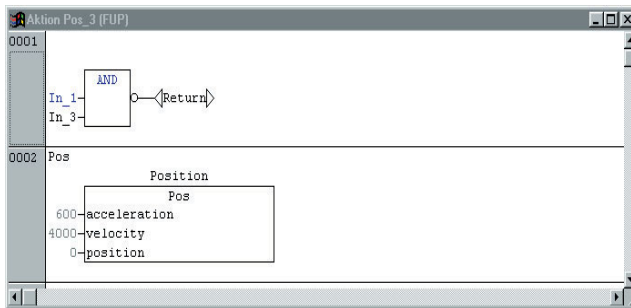 Aktion Pos_3 (FUP)
0001
AND
In_1
Return
In_3
0002 Pos
Position
Pos
600 acceleration
4000 velocity
0 position